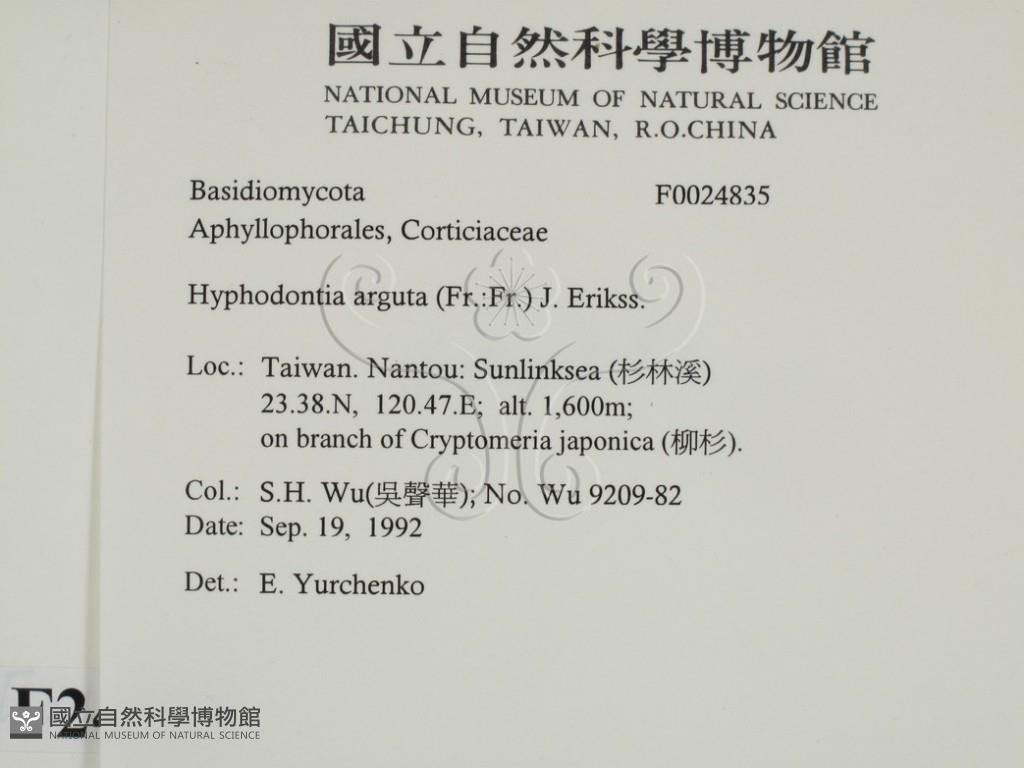 國立自然科學博物館
NATIONAL MUSEUM OF NATURAL SCIENCE
TAICHUNG, TAIWAN, R.O.CHINA
Basidiomycota F0024835
Aphyllophorales, Corticiaceae
Hyphodontia arguta (Fr.:Fr.) J. Erikss.
Loc.: Taiwan. Nantou: Sunlinksea (杉林溪)
23.38.N, 120.47.E; alt. 1,600m;
on branch of Cryptomeria japonica (柳杉).
Col.: S.H. Wu(吳聲華); No. Wu 9209-82
Date: Sep. 19, 1992
Det.: E. Yurchenko
F2
國立自然科學博物館
NATIONAL MUSEUM OF NATURAL SCIENCE